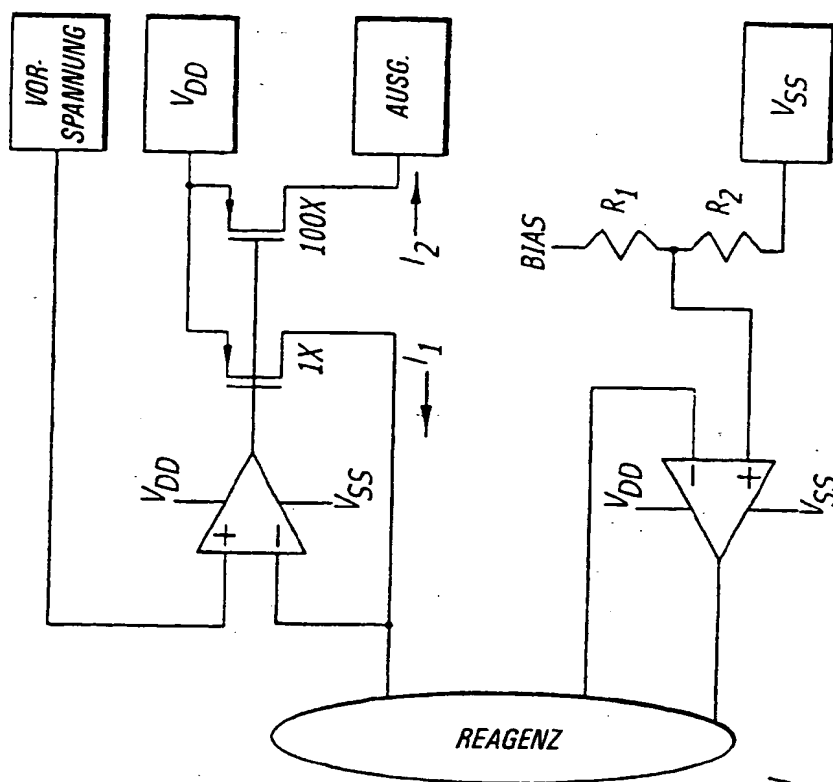 VOR-
SPANNUNG
V_DD
AUSG.
100X
I_2
1X
I_1
V_DD
+
−
V_SS
BIAS
R_1
R_2
V_SS
V_DD
−
+
V_SS
REAGENZ